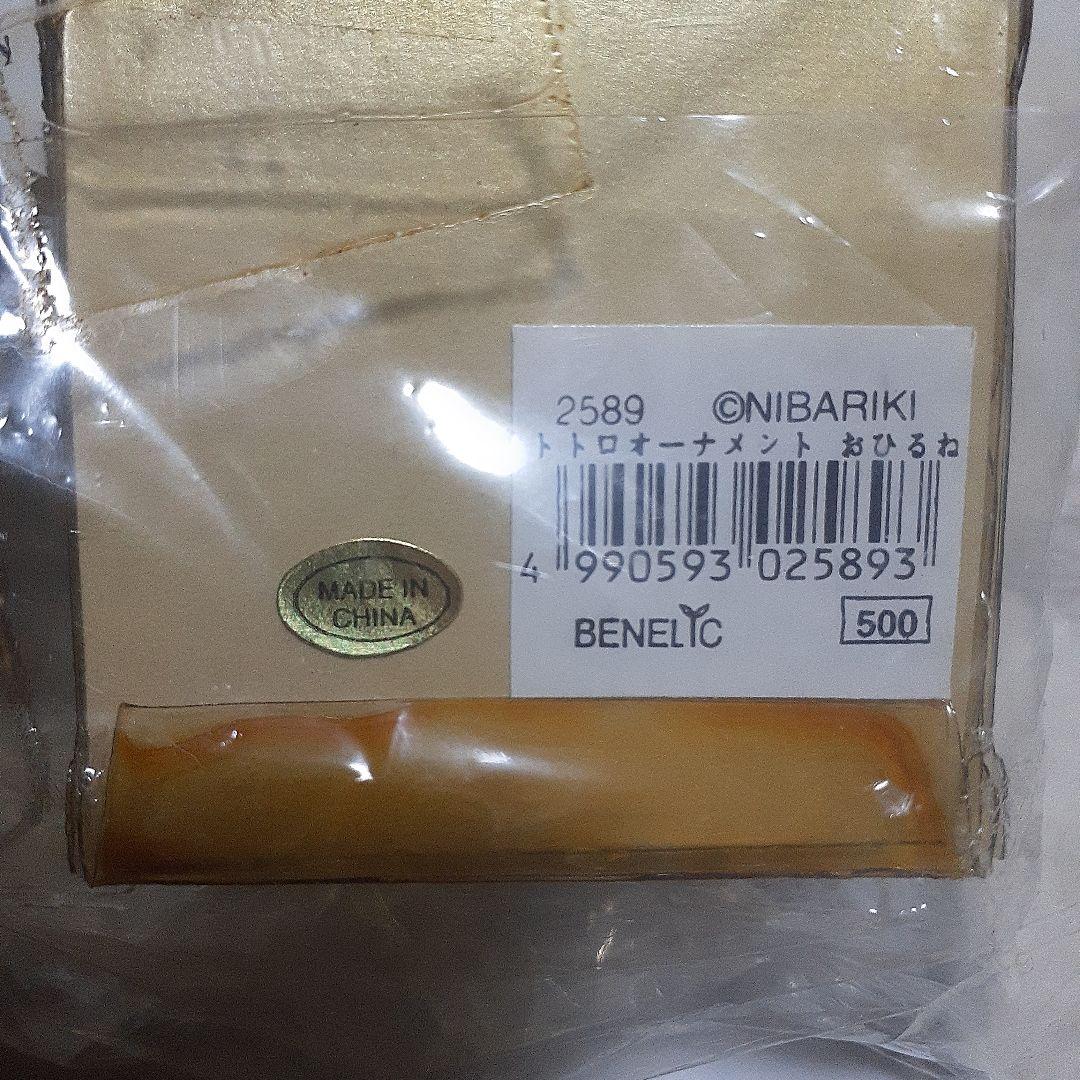 2589 ©NIBARIKI
トトロオーナメント おひるね
4 990593 025893
BENELIC
500
MADE IN
CHINA